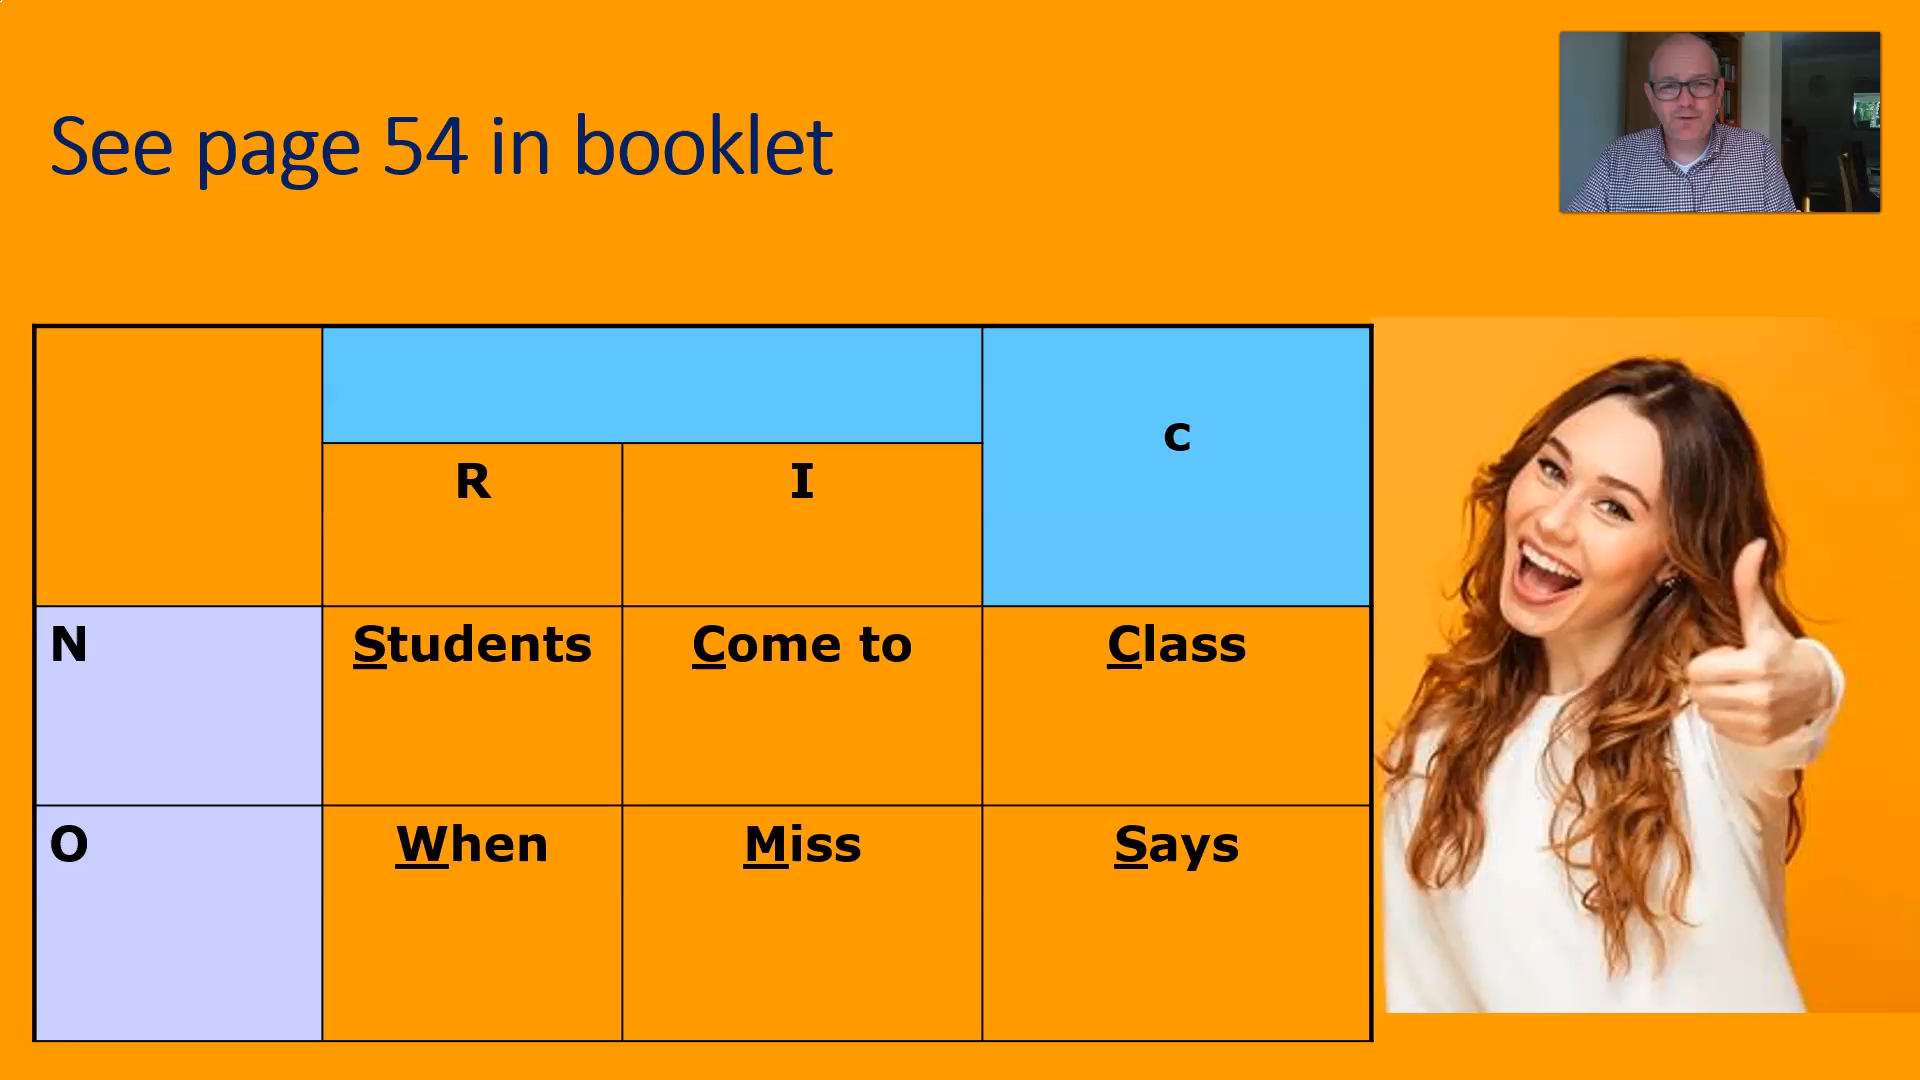 See page 54 in booklet
c
R I
N Students Come to Class
O When Miss Says